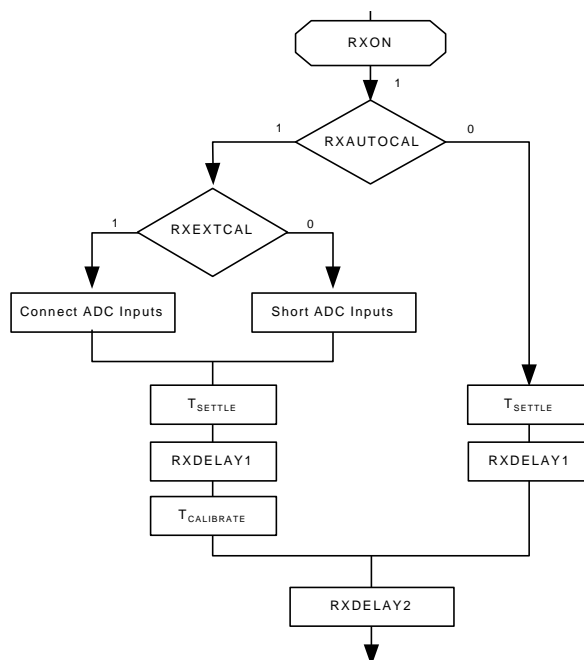 RXON
1
RXAUTOCAL
1
0
RXEXTCAL
1
0
Connect ADC Inputs
Short ADC Inputs
TSETTLE
TSETTLE
RXDELAY1
RXDELAY1
TCALIBRATE
RXDELAY2